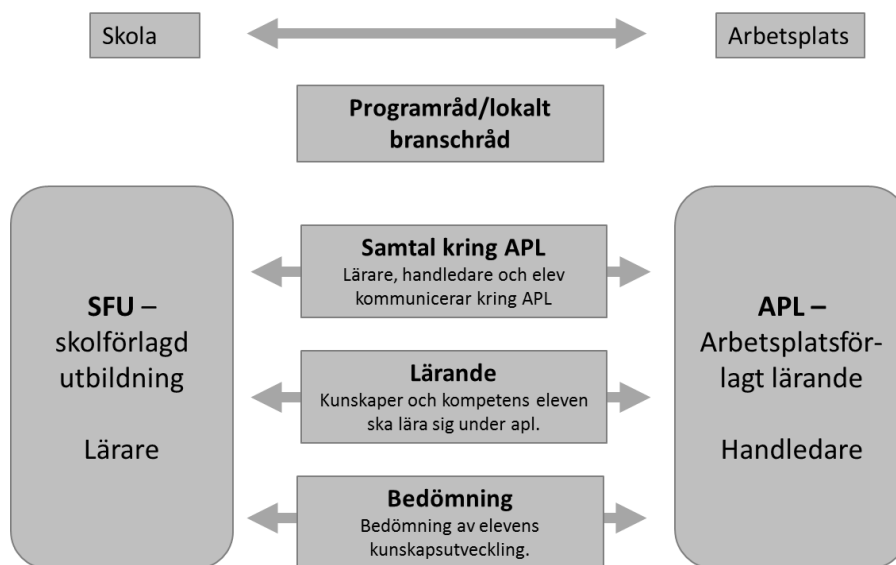 Skola
Arbetsplats
Programråd/lokalt
branschråd
SFU –
skolförlagd
utbildning
Lärare
Samtal kring APL
Lärare, handledare och elev
kommunicerar kring APL
Lärande
Kunskaper och kompetens eleven
ska lära sig under apl.
Bedömning
Bedömning av elevens
kunskapsutveckling.
APL –
Arbetsplatsför-
lagt lärande
Handledare